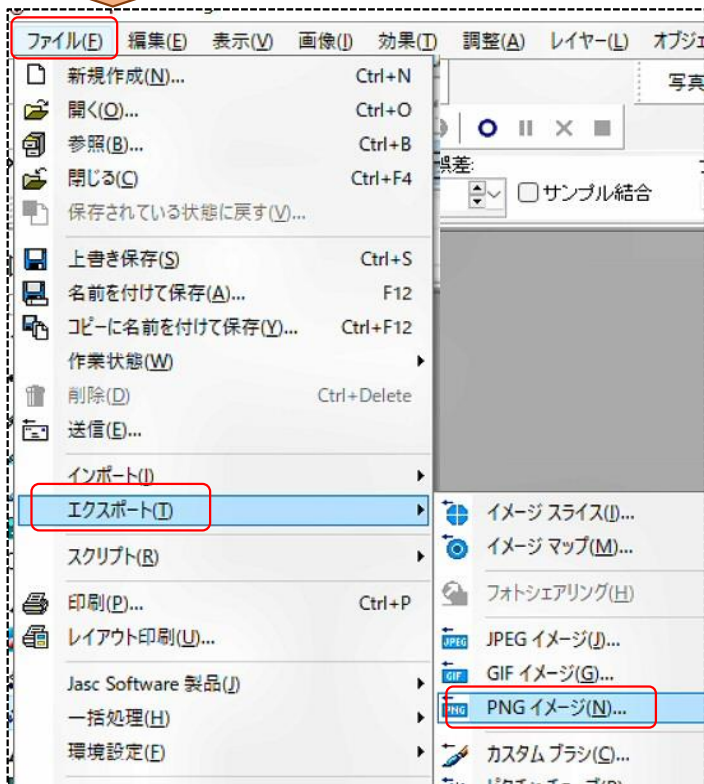 ファイル(F) 編集(E) 表示(V) 画像(I) 効果(T) 調整(A) レイヤー(L) オブジェ
新規作成(N)... Ctrl+N
開く(O)... Ctrl+O
参照(B)... Ctrl+B
閉じる(C) Ctrl+F4
保存されている状態に戻す(V)...
上書き保存(S) Ctrl+S
名前を付けて保存(A)... F12
コピーに名前を付けて保存(Y)... Ctrl+F12
作業状態(W)
削除(D) Ctrl+Delete
送信(E)...
インポート(I)
エクスポート(T)
スクリプト(R)
印刷(P)... Ctrl+P
レイアウト印刷(U)...
Jasc Software 製品(J)
一括処理(H)
環境設定(F)
写真
誤差:
サンプル結合
イメージ スライス(I)...
イメージ マップ(M)...
フォトシェアリング(H)
JPEG JPEG イメージ(J)...
GIF GIF イメージ(G)...
PNG PNG イメージ(N)...
カスタム ブラシ(C)...